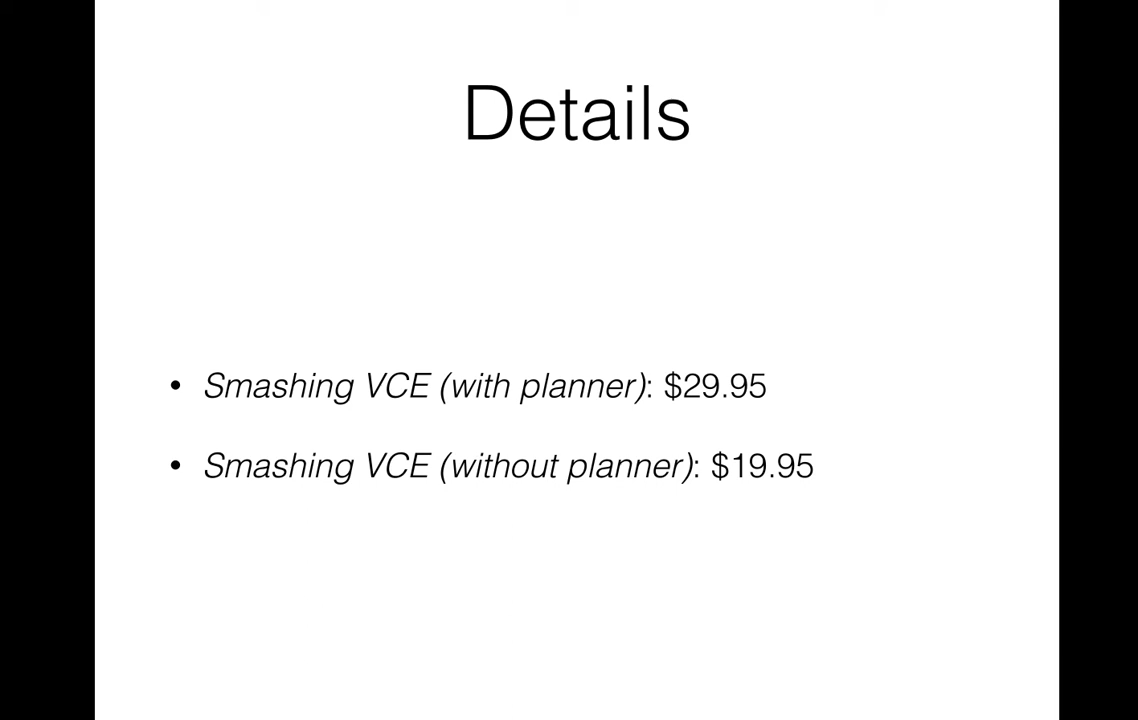 Details
• Smashing VCE (with planner): $29.95
• Smashing VCE (without planner): $19.95